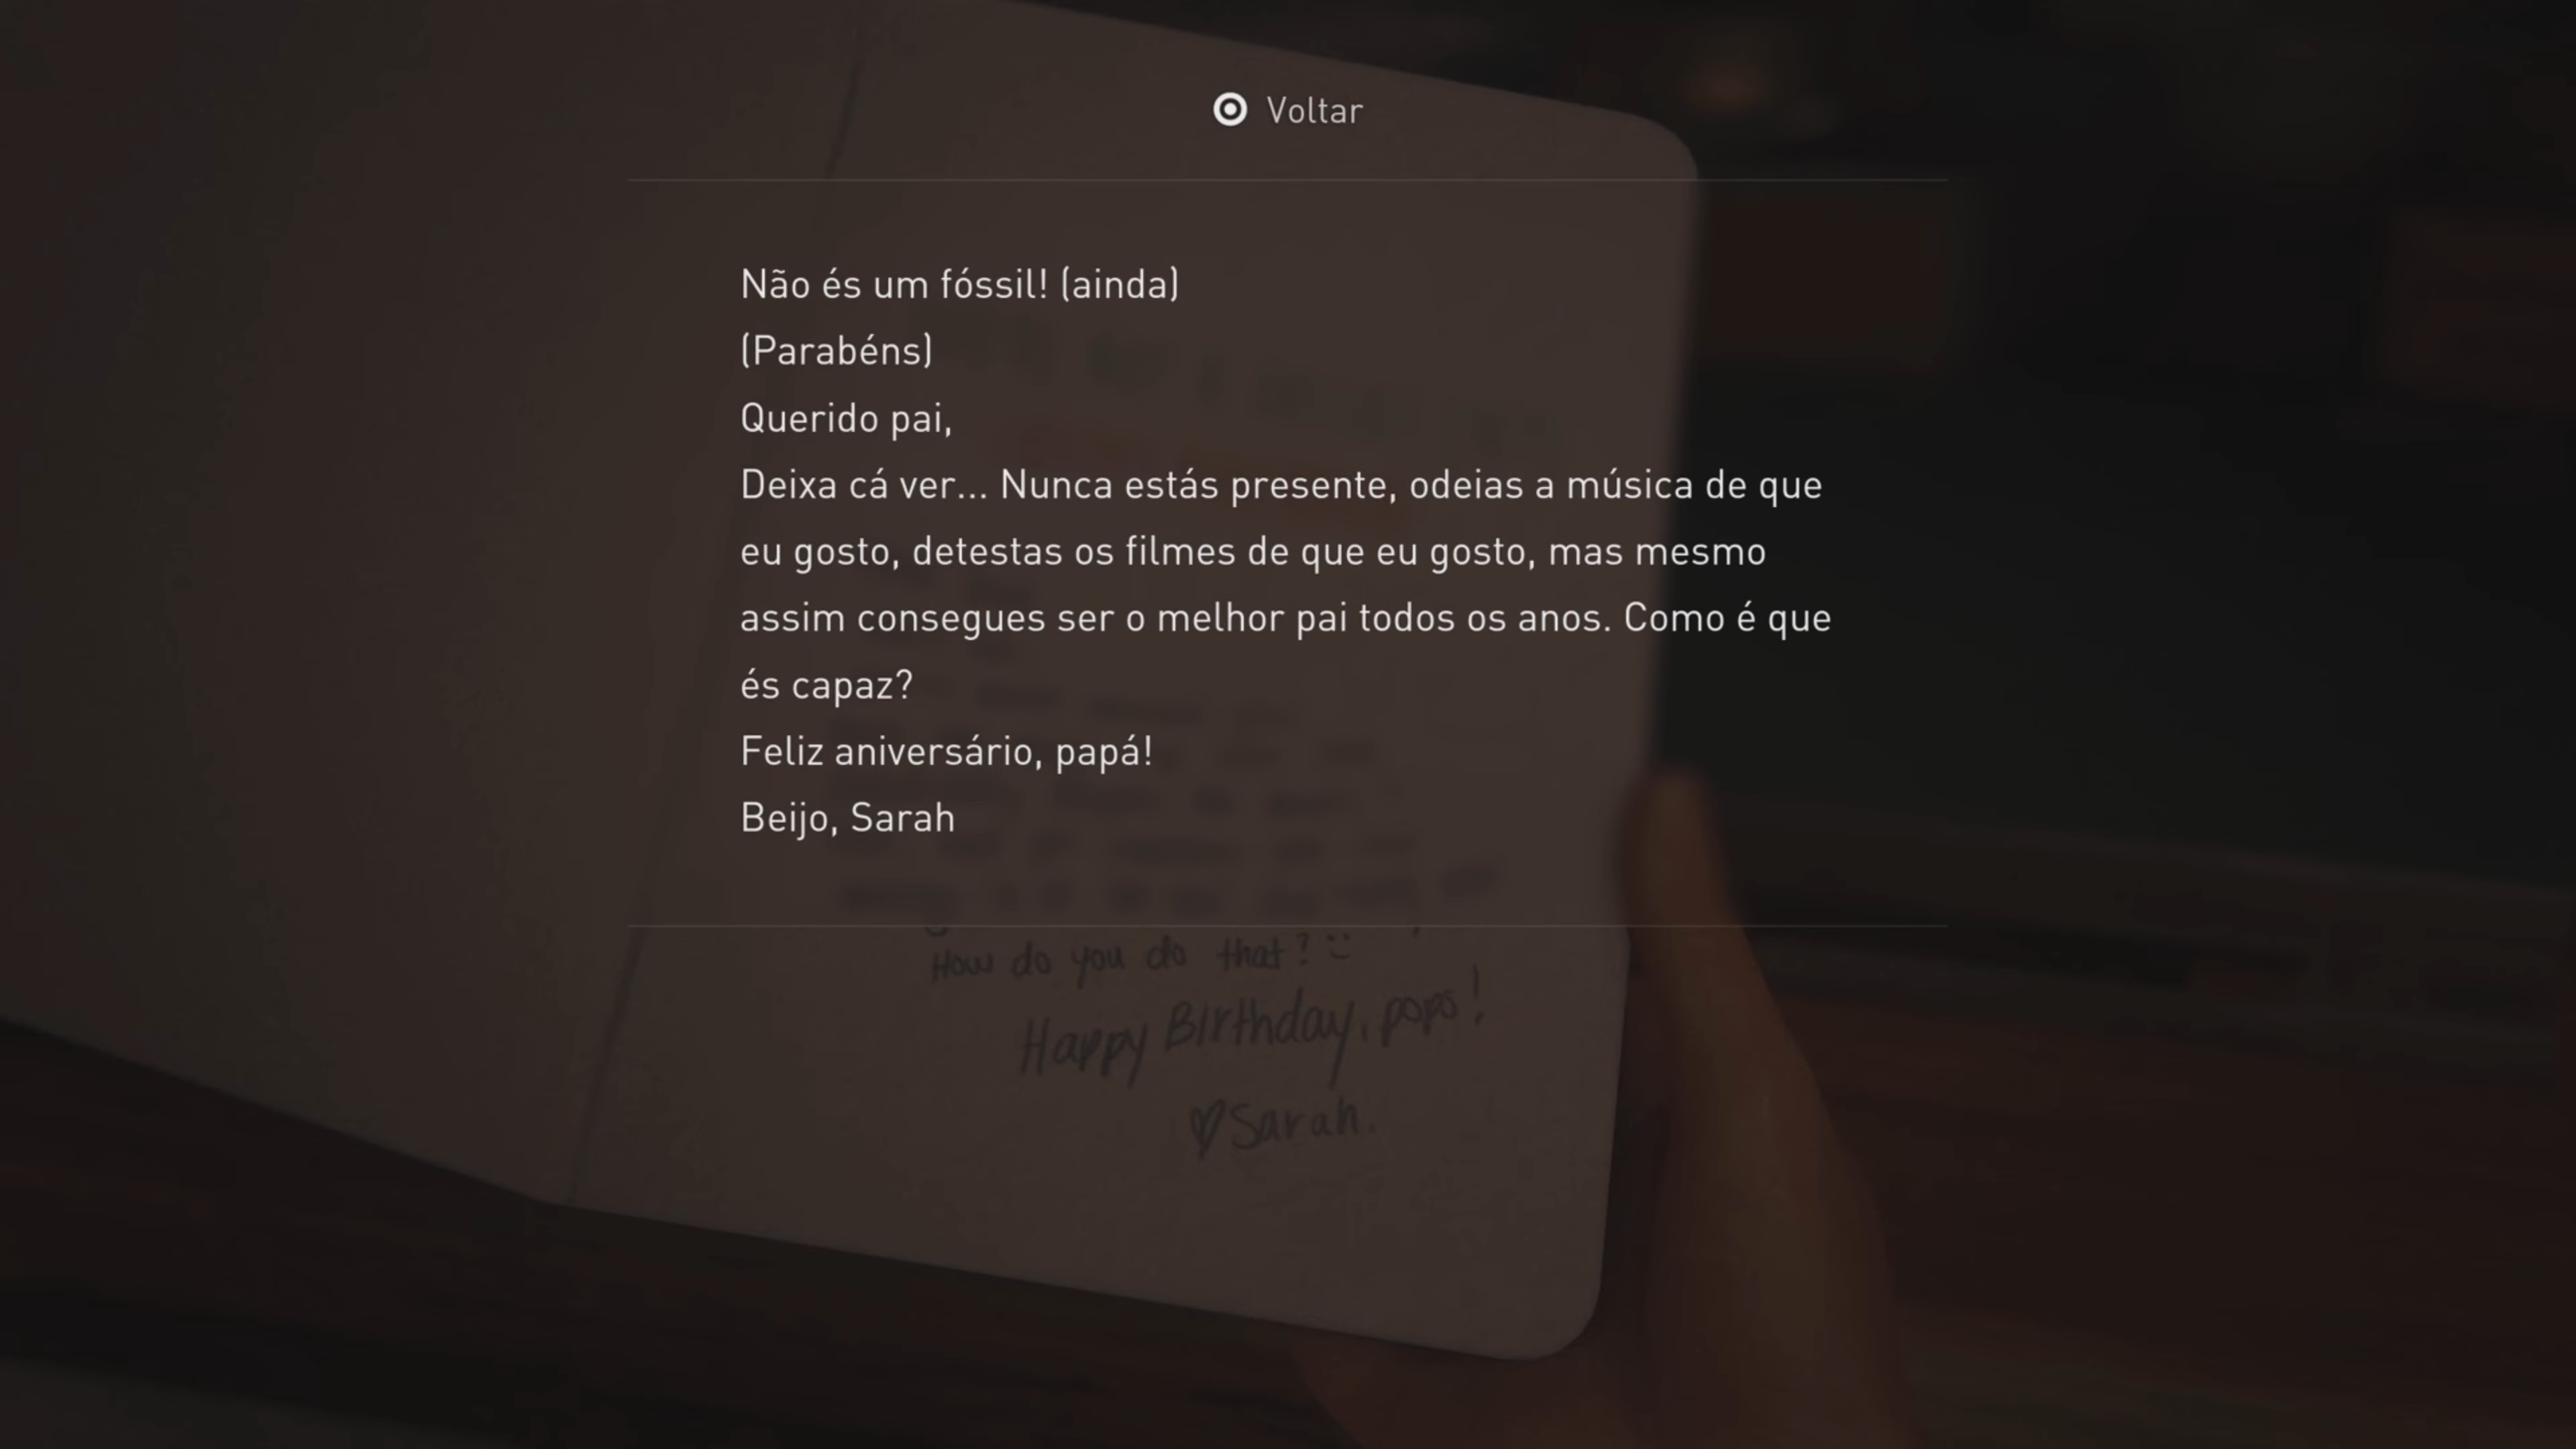 Voltar
Não és um fóssil! (ainda)
(Parabéns)
Querido pai,
Deixa cá ver... Nunca estás presente, odeias a música de que
eu gosto, detestas os filmes de que eu gosto, mas mesmo
assim consegues ser o melhor pai todos os anos. Como é que
és capaz?
Feliz aniversário, papá!
Beijo, Sarah
How do you do that?
Happy Birthday, pops!
Sarah.